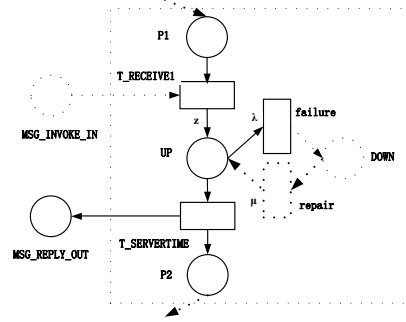 P1
T_RECEIVE1
λ
failure
MSG_INVOKE_IN
z
UP
DOWN
μ
repair
T_SERVERTIME
MSG_REPLY_OUT
P2